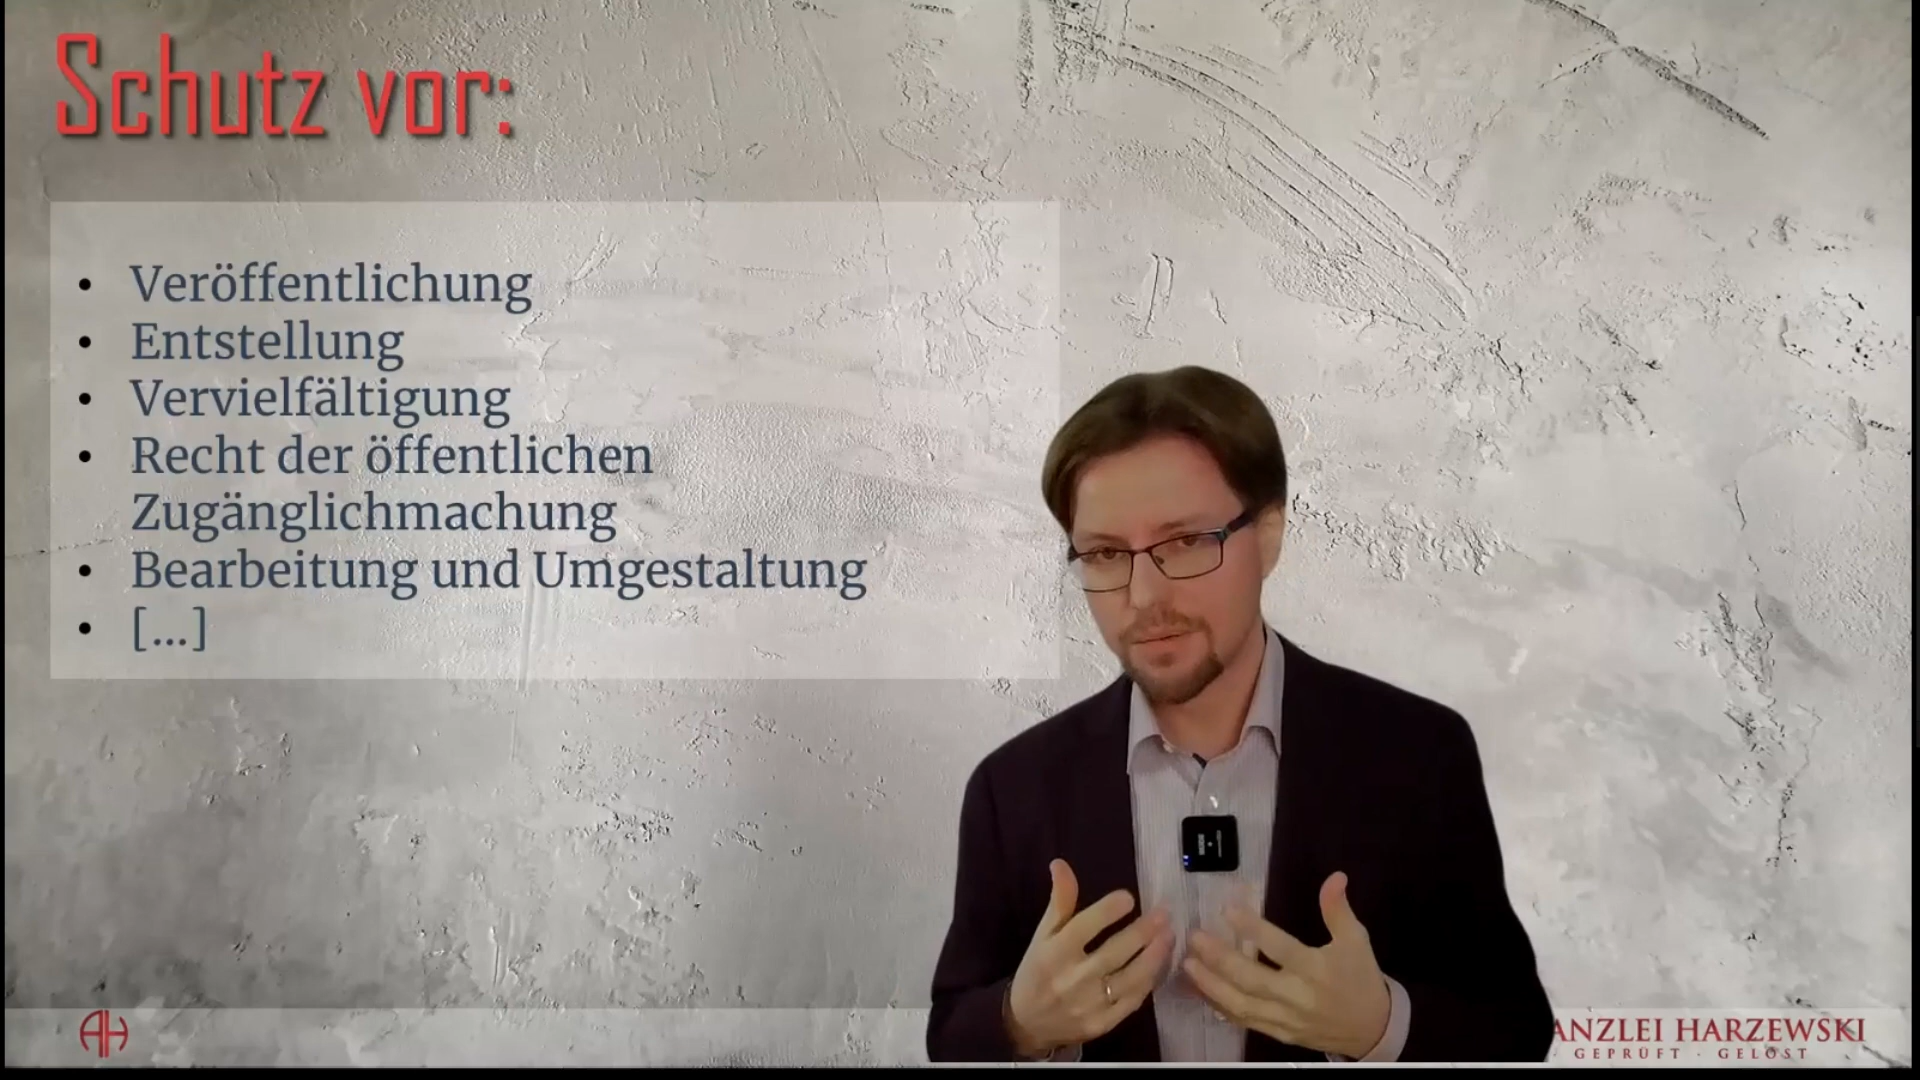 Schutz vor:
• Veröffentlichung
• Entstellung
• Vervielfältigung
• Recht der öffentlichen
Zugänglichmachung
• Bearbeitung und Umgestaltung
• [...]
AH
ANZLEI HARZEWSKI
GEPRÜFT · GELÖST